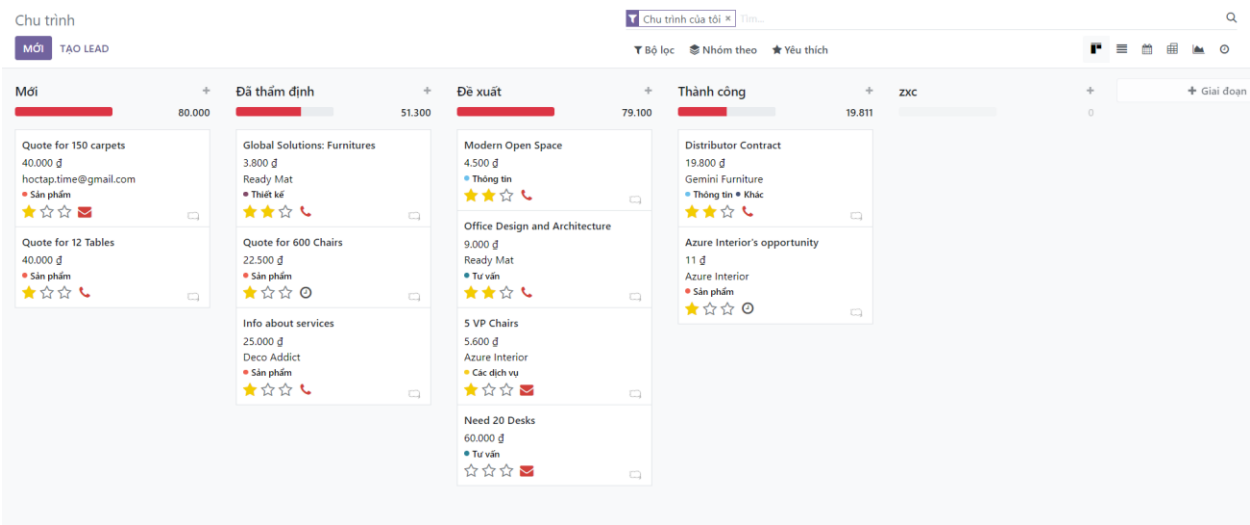 Chu trình
Chu trình của tôi ×
Tìm...
MỚI
TẠO LEAD
Bộ lọc
Nhóm theo
Yêu thích
Mới +
80.000
Quote for 150 carpets
40.000 ₫
hoctap.time@gmail.com
Sản phẩm
Quote for 12 Tables
40.000 ₫
Sản phẩm
Đã thẩm định +
51.300
Global Solutions: Furnitures
3.800 ₫
Ready Mat
Thiết kế
Quote for 600 Chairs
22.500 ₫
Sản phẩm
Info about services
25.000 ₫
Deco Addict
Sản phẩm
Đề xuất +
79.100
Modern Open Space
4.500 ₫
Thông tin
Office Design and Architecture
9.000 ₫
Ready Mat
Tư vấn
5 VP Chairs
5.600 ₫
Azure Interior
Các dịch vụ
Need 20 Desks
60.000 ₫
Tư vấn
Thành công +
19.811
Distributor Contract
19.800 ₫
Gemini Furniture
Thông tin Khác
Azure Interior's opportunity
11 ₫
Azure Interior
Sản phẩm
zxc +
0
+ Giai đoạn